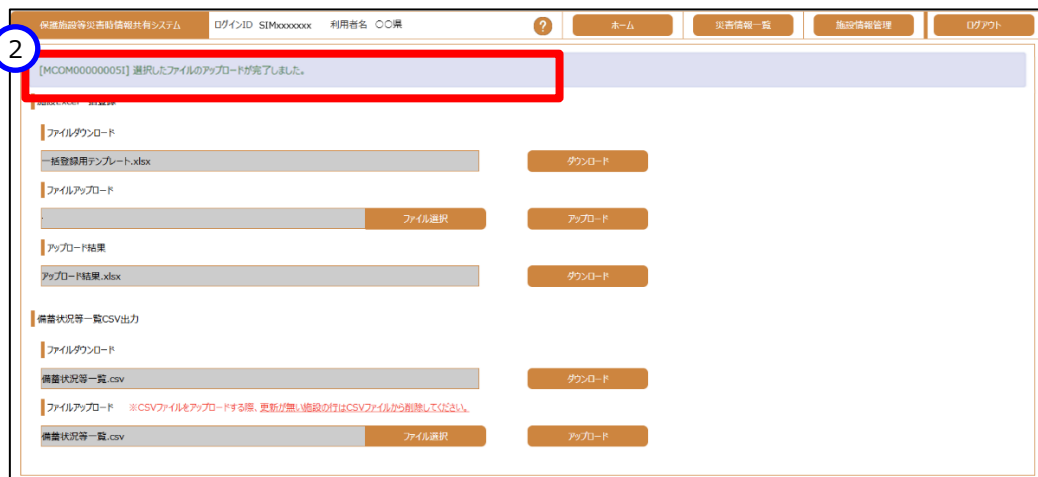 保護施設等災害時情報共有システム ログインID SIMxxxxxxx 利用者名 〇〇県 ? ホーム 災害情報一覧 施設情報管理 ログアウト
2
[MCOM00000005I] 選択したファイルのアップロードが完了しました。
施設Excel一括登録
ファイルダウンロード
一括登録用テンプレート.xlsx ダウンロード
ファイルアップロード
ファイル選択 アップロード
アップロード結果
アップロード結果.xlsx ダウンロード
備蓄状況等一覧CSV出力
ファイルダウンロード
備蓄状況等一覧.csv ダウンロード
ファイルアップロード ※CSVファイルをアップロードする際、更新が無い施設の行はCSVファイルから削除してください。
備蓄状況等一覧.csv ファイル選択 アップロード